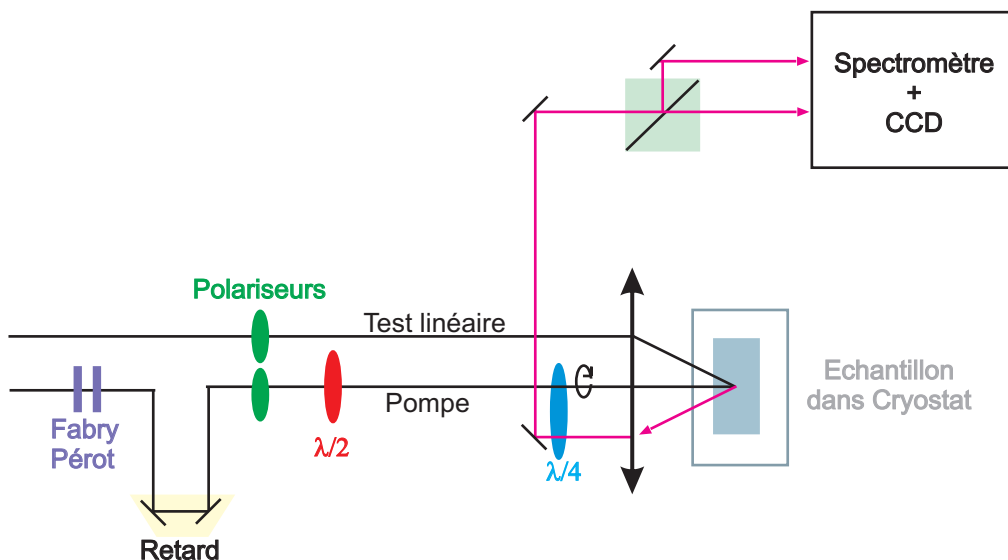 Spectromètre
+
CCD
Polariseurs
Test linéaire
Pompe
Fabry
Pérot
λ/2
λ/4
Echantillon
dans Cryostat
Retard